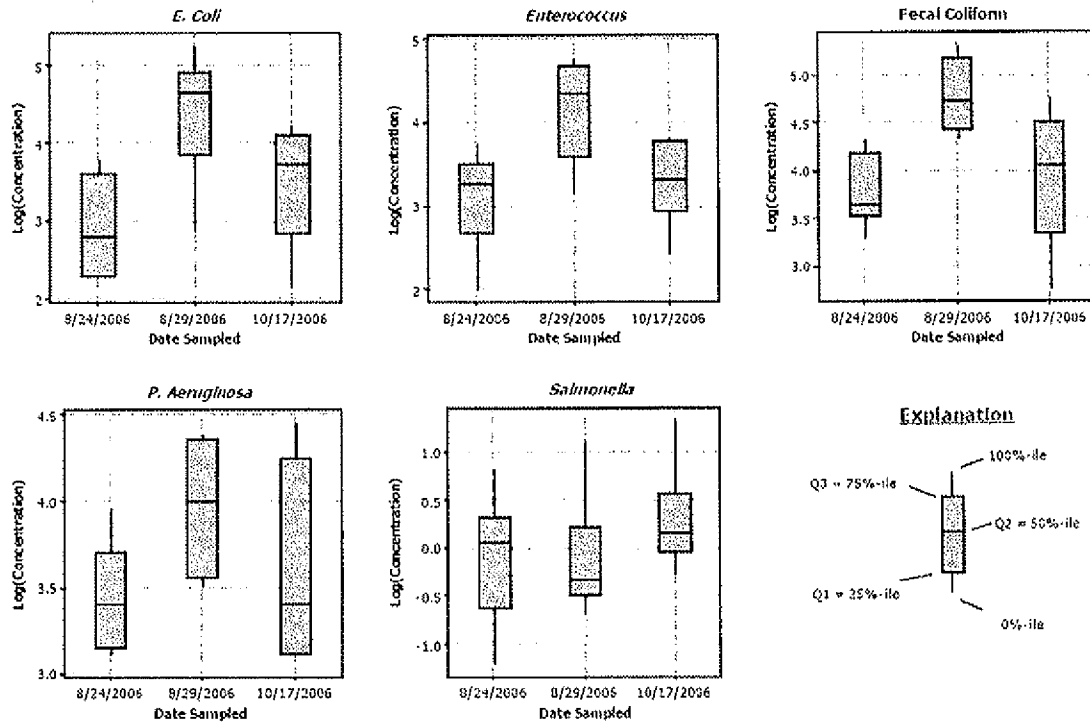 E. Coli
Log(Concentration)
5
4
3
2
8/24/2006
8/29/2006
10/17/2006
Date Sampled
Enterococcus
Log(Concentration)
5
4
3
2
8/24/2006
8/29/2006
10/17/2006
Date Sampled
Fecal Coliform
Log(Concentration)
5.0
4.5
4.0
3.5
3.0
8/24/2006
8/29/2006
10/17/2006
Date Sampled
P. Aeruginosa
Log(Concentration)
4.5
4.0
3.5
3.0
8/24/2006
8/29/2006
10/17/2006
Date Sampled
Salmonella
Log(Concentration)
1.0
0.5
0.0
-0.5
-1.0
8/24/2006
8/29/2006
10/17/2006
Date Sampled
Explanation
100%-ile
Q3 = 75%-ile
Q2 = 50%-ile
Q1 = 25%-ile
0%-ile